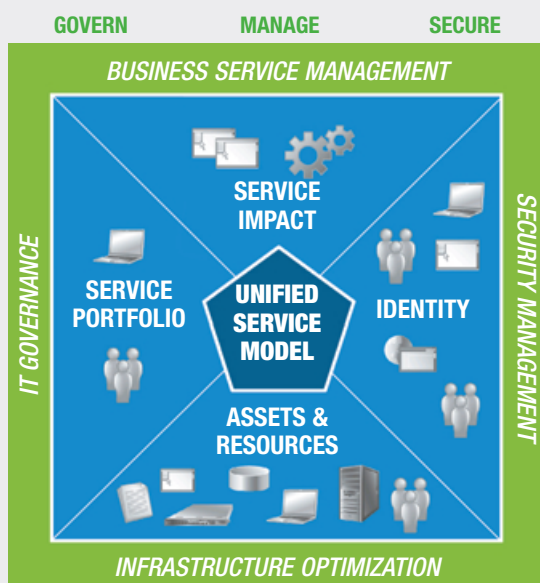 GOVERN MANAGE SECURE
BUSINESS SERVICE MANAGEMENT
SERVICE
IMPACT
IT GOVERNANCE
SERVICE
PORTFOLIO
UNIFIED
SERVICE
MODEL
IDENTITY
SECURITY MANAGEMENT
ASSETS &
RESOURCES
INFRASTRUCTURE OPTIMIZATION